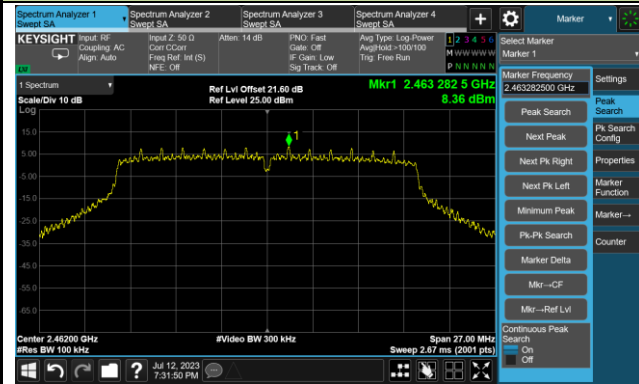 Spectrum Analyzer 1
Swept SA
Spectrum Analyzer 2
Swept SA
Spectrum Analyzer 3
Swept SA
Spectrum Analyzer 4
Swept SA
+
Marker
KEYSIGHT
Input: RF
Coupling: AC
Align: Auto
Input Z: 50 Ω
Corr CCorr
Freq Ref: Int (S)
NFE: Off
Atten: 14 dB
PNO: Fast
Gate: Off
IF Gain: Low
Sig Track: Off
Avg Type: Log-Power
Avg|Hold:>100/100
Trig: Free Run
1 2 3 4 5 6
M W W W W W
P N N N N N
LXI
Select Marker
Marker 1
1 Spectrum
Scale/Div 10 dB
Log
Ref Lvl Offset 21.60 dB
Ref Level 25.00 dBm
Mkr1 2.463 282 5 GHz
8.36 dBm
15.0
5.00
-5.00
-15.0
-25.0
-35.0
-45.0
-55.0
-65.0
1
Center 2.46200 GHz
#Res BW 100 kHz
#Video BW 300 kHz
Span 27.00 MHz
Sweep 2.67 ms (2001 pts)
Marker Frequency
2.463282500 GHz
Peak Search
Next Peak
Next Pk Right
Next Pk Left
Minimum Peak
Pk-Pk Search
Marker Delta
Mkr→CF
Mkr→Ref Lvl
Continuous Peak
Search
On
Off
Settings
Peak
Search
Pk Search
Config
Properties
Marker
Function
Marker→
Counter
?
Jul 12, 2023
7:31:50 PM